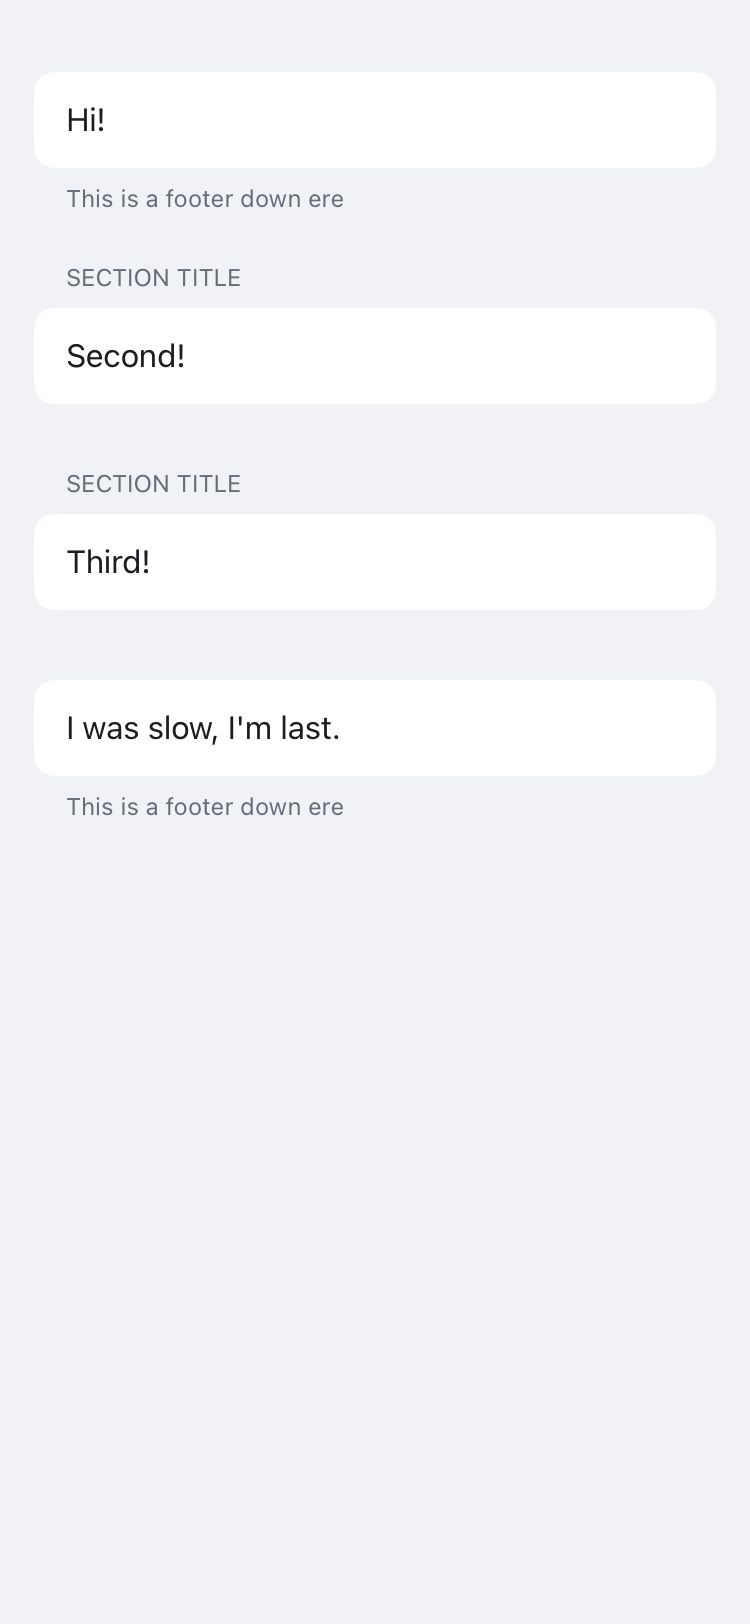 Hi!
This is a footer down ere
SECTION TITLE
Second!
SECTION TITLE
Third!
I was slow, I'm last.
This is a footer down ere